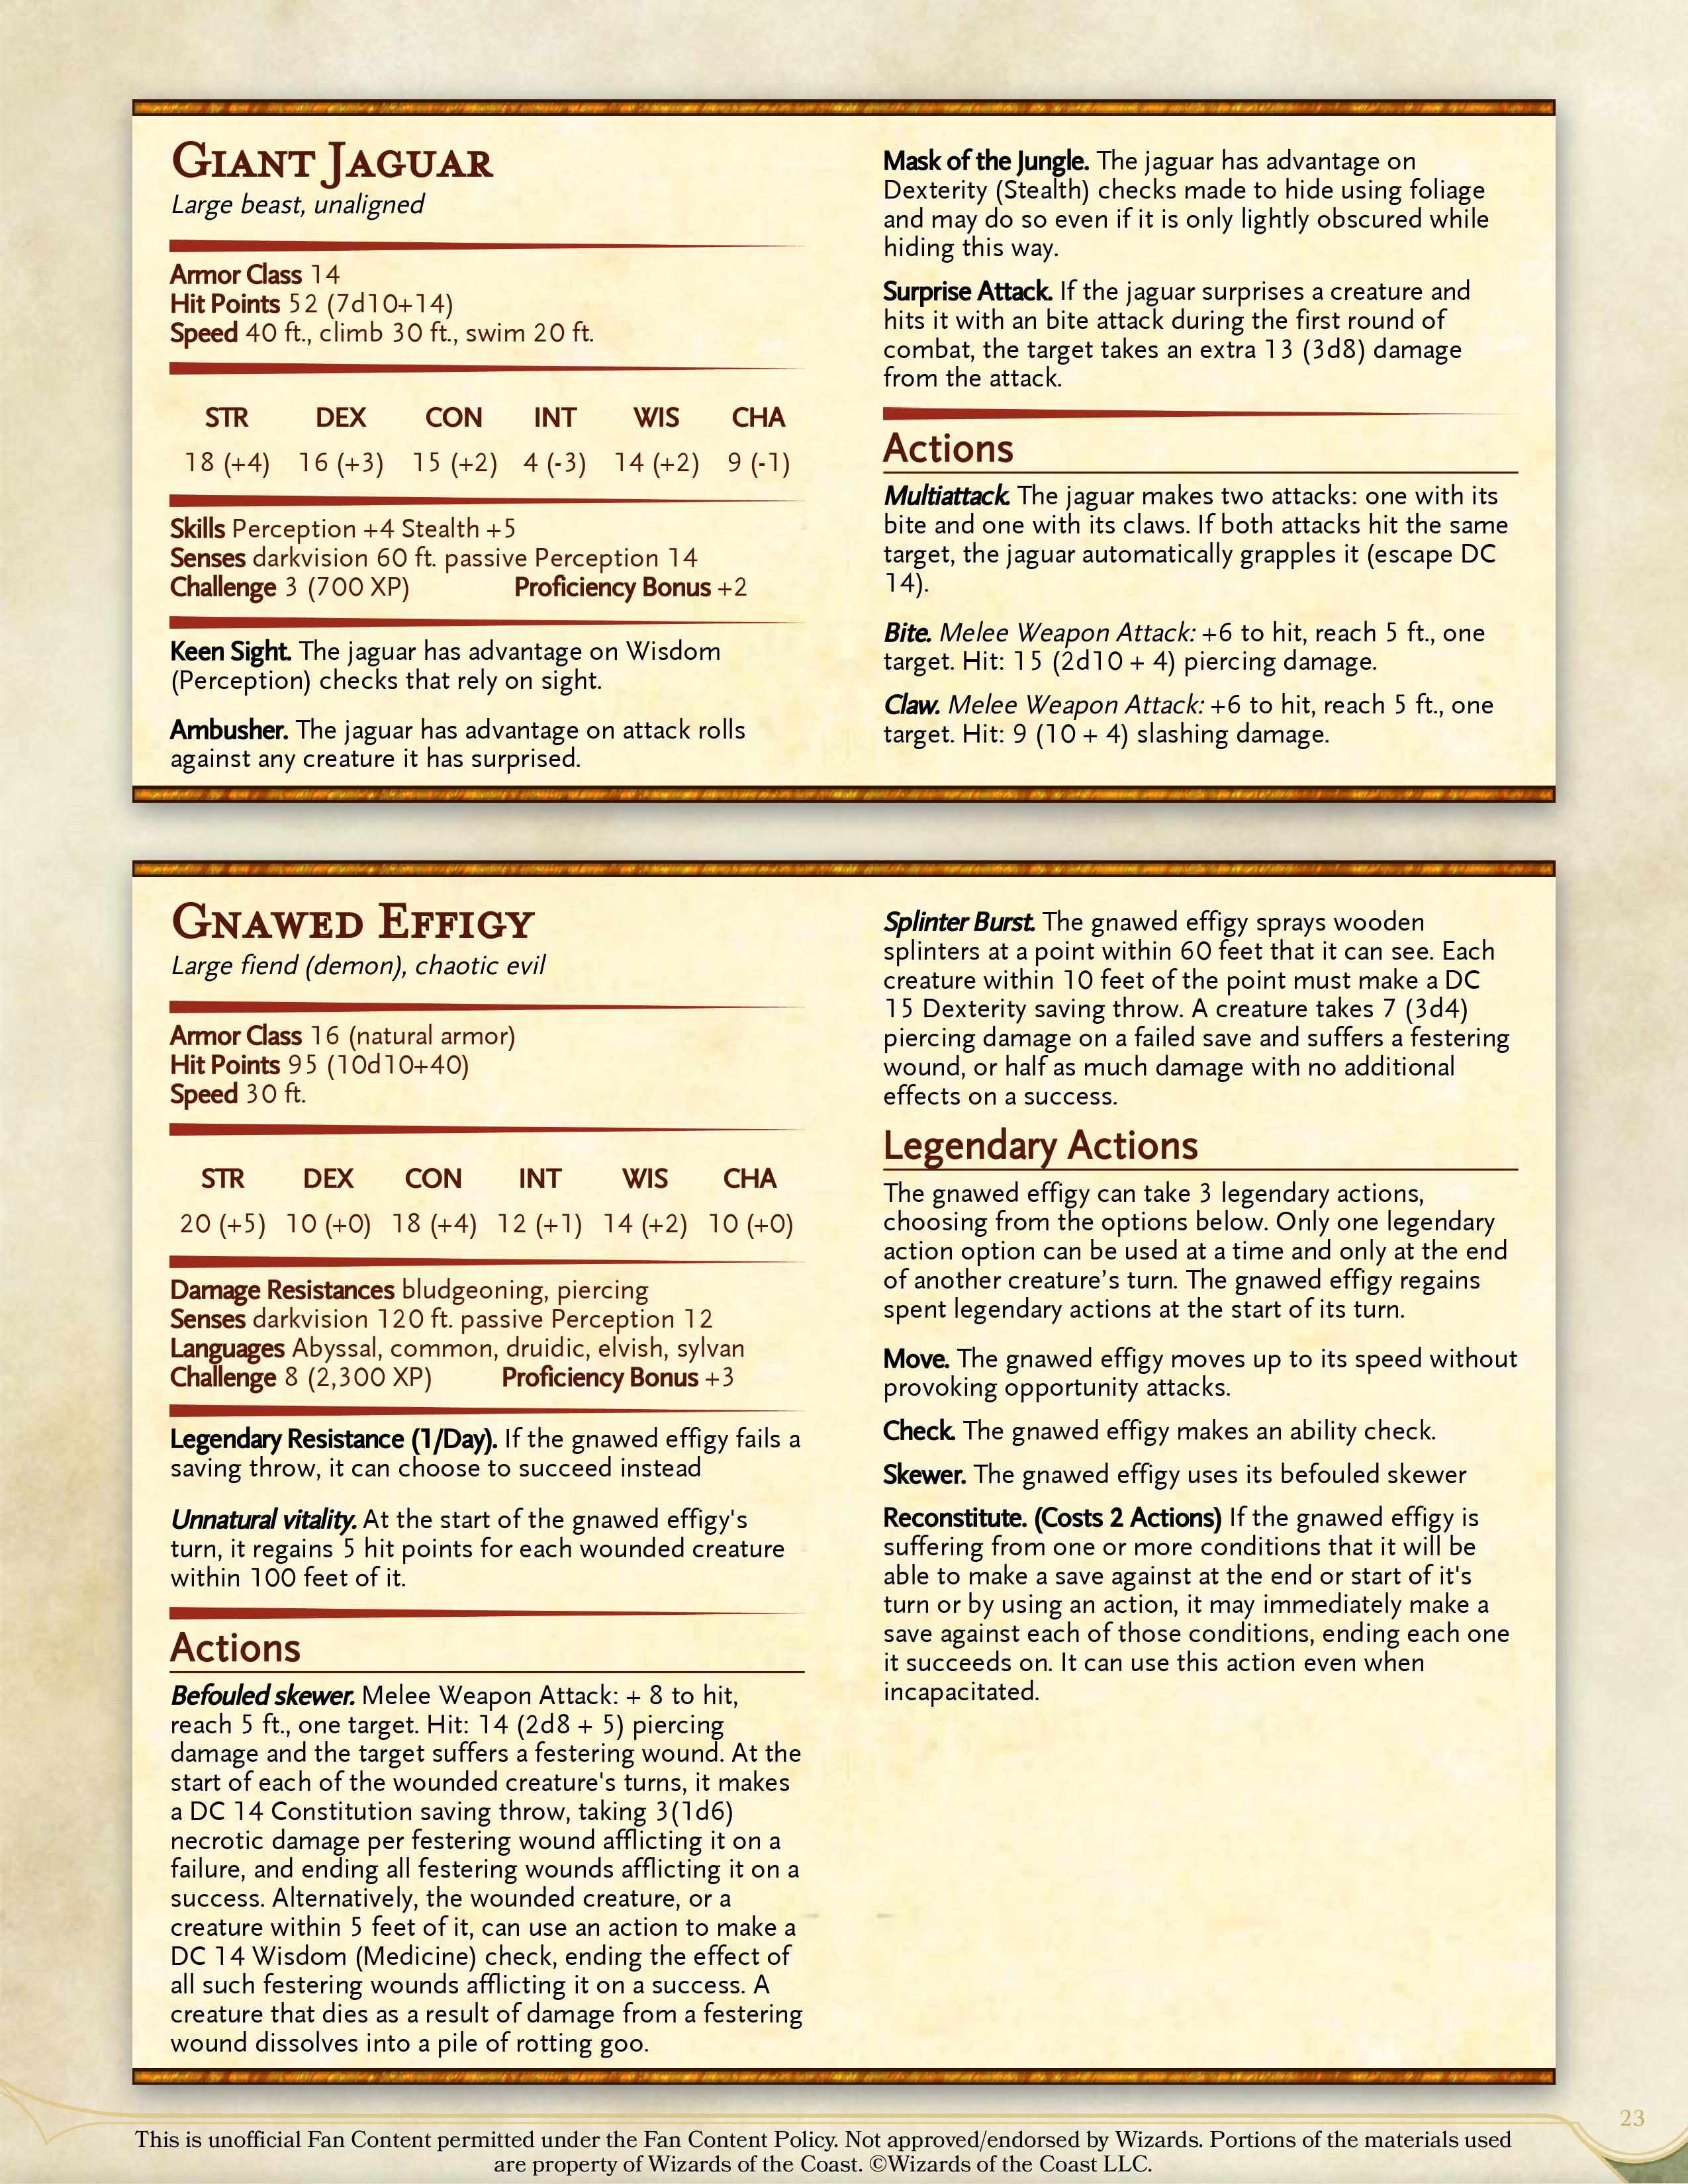 GIANT JAGUAR
Large beast, unaligned
Armor Class 14
Hit Points 52 (7d10+14)
Speed 40 ft., climb 30 ft., swim 20 ft.
STR DEX CON INT WIS CHA
18 (+4) 16 (+3) 15 (+2) 4 (-3) 14 (+2) 9 (-1)
Skills Perception +4 Stealth +5
Senses darkvision 60 ft. passive Perception 14
Challenge 3 (700 XP) Proficiency Bonus +2
Keen Sight. The jaguar has advantage on Wisdom
(Perception) checks that rely on sight.
Ambusher. The jaguar has advantage on attack rolls
against any creature it has surprised.
Mask of the Jungle. The jaguar has advantage on
Dexterity (Stealth) checks made to hide using foliage
and may do so even if it is only lightly obscured while
hiding this way.
Surprise Attack. If the jaguar surprises a creature and
hits it with an bite attack during the first round of
combat, the target takes an extra 13 (3d8) damage
from the attack.
Actions
Multiattack. The jaguar makes two attacks: one with its
bite and one with its claws. If both attacks hit the same
target, the jaguar automatically grapples it (escape DC
14).
Bite. Melee Weapon Attack: +6 to hit, reach 5 ft., one
target. Hit: 15 (2d10 + 4) piercing damage.
Claw. Melee Weapon Attack: +6 to hit, reach 5 ft., one
target. Hit: 9 (10 + 4) slashing damage.
GNAWED EFFIGY
Large fiend (demon), chaotic evil
Armor Class 16 (natural armor)
Hit Points 95 (10d10+40)
Speed 30 ft.
STR DEX CON INT WIS CHA
20 (+5) 10 (+0) 18 (+4) 12 (+1) 14 (+2) 10 (+0)
Damage Resistances bludgeoning, piercing
Senses darkvision 120 ft. passive Perception 12
Languages Abyssal, common, druidic, elvish, sylvan
Challenge 8 (2,300 XP) Proficiency Bonus +3
Legendary Resistance (1/Day). If the gnawed effigy fails a
saving throw, it can choose to succeed instead
Unnatural vitality. At the start of the gnawed effigy's
turn, it regains 5 hit points for each wounded creature
within 100 feet of it.
Actions
Befouled skewer. Melee Weapon Attack: + 8 to hit,
reach 5 ft., one target. Hit: 14 (2d8 + 5) piercing
damage and the target suffers a festering wound. At the
start of each of the wounded creature's turns, it makes
a DC 14 Constitution saving throw, taking 3(1d6)
necrotic damage per festering wound afflicting it on a
failure, and ending all festering wounds afflicting it on a
success. Alternatively, the wounded creature, or a
creature within 5 feet of it, can use an action to make a
DC 14 Wisdom (Medicine) check, ending the effect of
all such festering wounds afflicting it on a success. A
creature that dies as a result of damage from a festering
wound dissolves into a pile of rotting goo.
Splinter Burst. The gnawed effigy sprays wooden
splinters at a point within 60 feet that it can see. Each
creature within 10 feet of the point must make a DC
15 Dexterity saving throw. A creature takes 7 (3d4)
piercing damage on a failed save and suffers a festering
wound, or half as much damage with no additional
effects on a success.
Legendary Actions
The gnawed effigy can take 3 legendary actions,
choosing from the options below. Only one legendary
action option can be used at a time and only at the end
of another creature’s turn. The gnawed effigy regains
spent legendary actions at the start of its turn.
Move. The gnawed effigy moves up to its speed without
provoking opportunity attacks.
Check. The gnawed effigy makes an ability check.
Skewer. The gnawed effigy uses its befouled skewer
Reconstitute. (Costs 2 Actions) If the gnawed effigy is
suffering from one or more conditions that it will be
able to make a save against at the end or start of it's
turn or by using an action, it may immediately make a
save against each of those conditions, ending each one
it succeeds on. It can use this action even when
incapacitated.
23
This is unofficial Fan Content permitted under the Fan Content Policy. Not approved/endorsed by Wizards. Portions of the materials used
are property of Wizards of the Coast. ©Wizards of the Coast LLC.